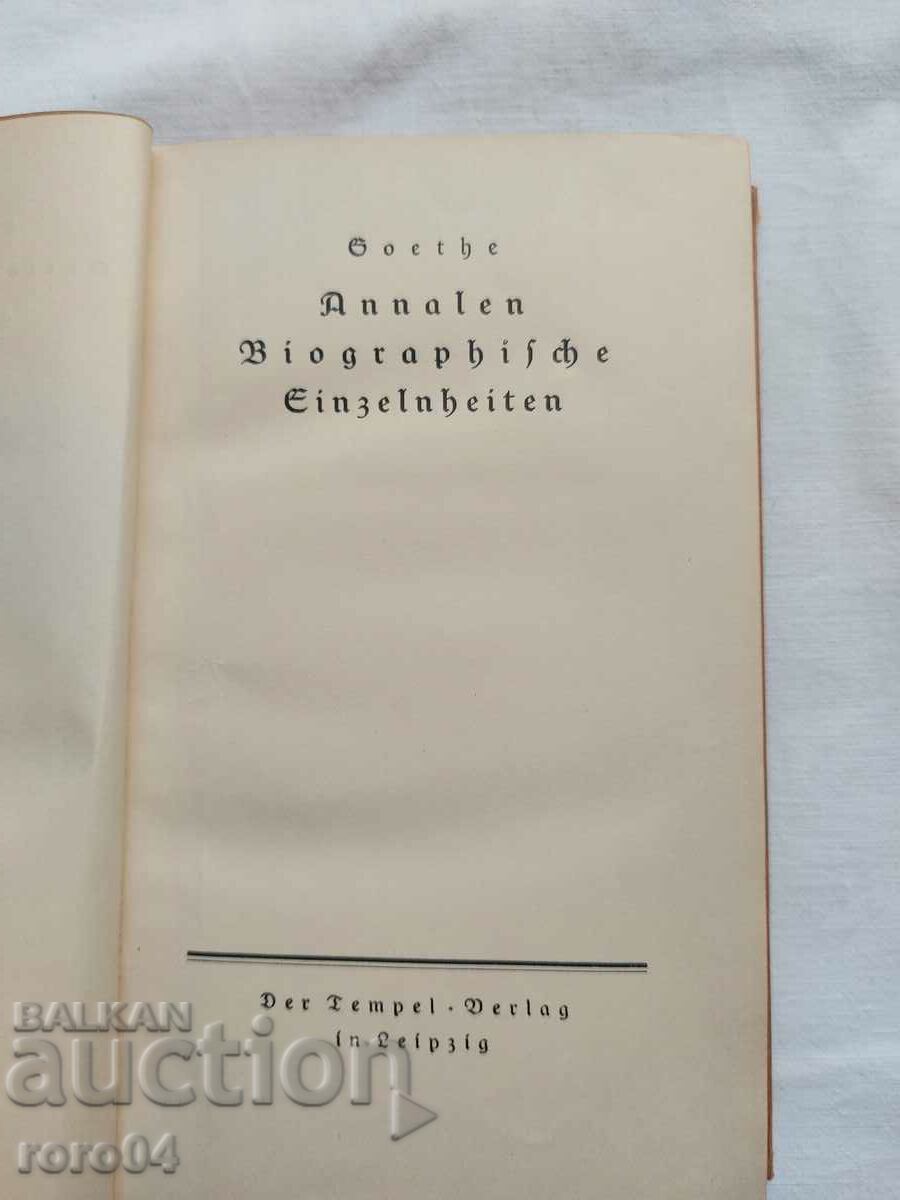 Goethe
Annalen
Biographiſche
Einzelnheiten
Der Tempel · Verlag
in Leipzig
BALKAN
auction
roro04